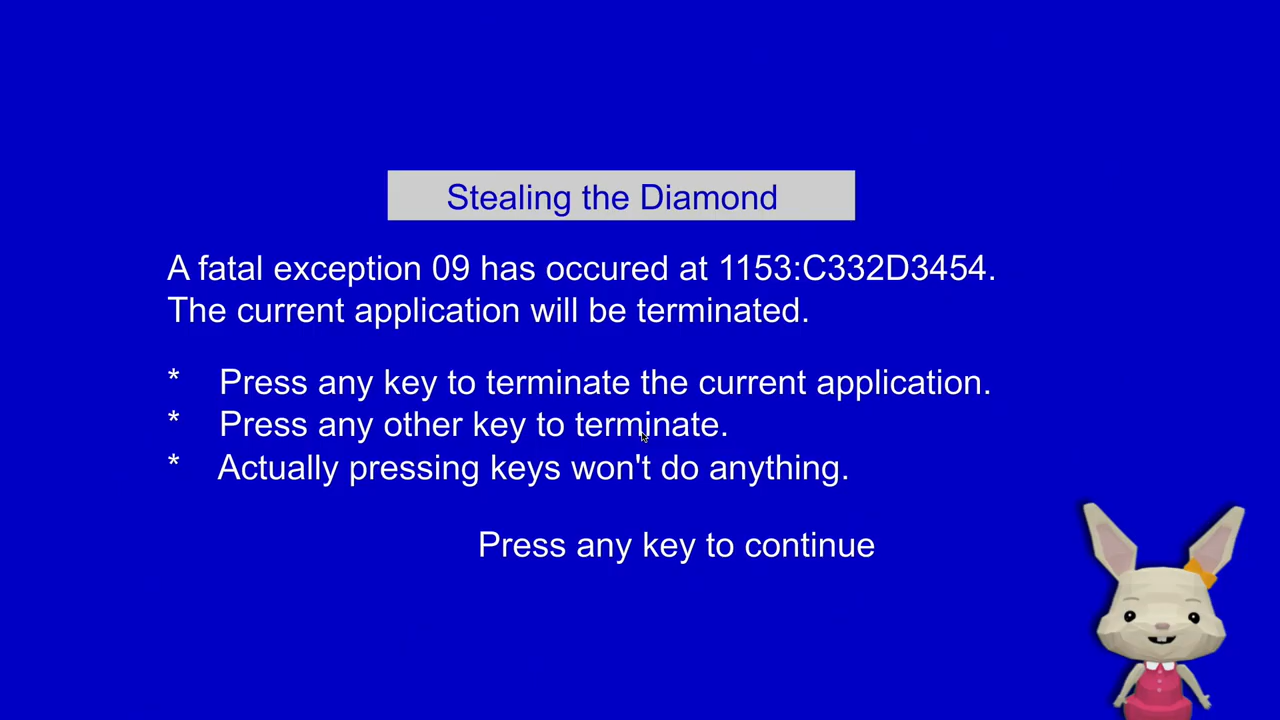 Stealing the Diamond
A fatal exception 09 has occured at 1153:C332D3454.
The current application will be terminated.
* Press any key to terminate the current application.
* Press any other key to terminate.
* Actually pressing keys won't do anything.
Press any key to continue